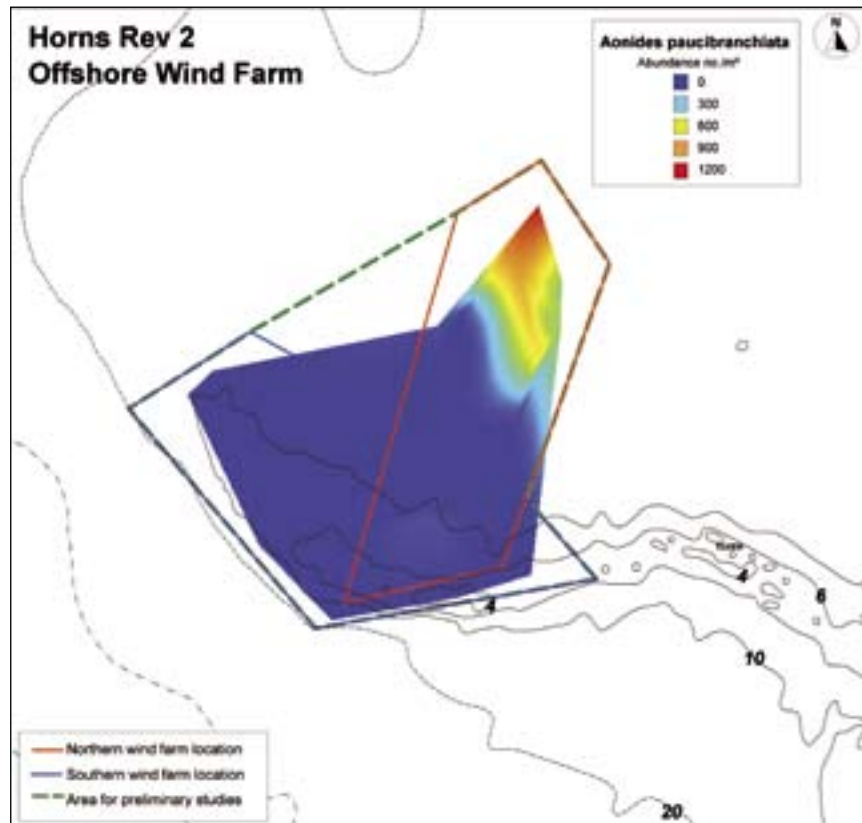 Horns Rev 2
Offshore Wind Farm
Aonides paucibranchiata
Abundance no./m²
0
300
600
900
1200
N
4
4
6
10
20
Northern wind farm location
Southern wind farm location
Area for preliminary studies